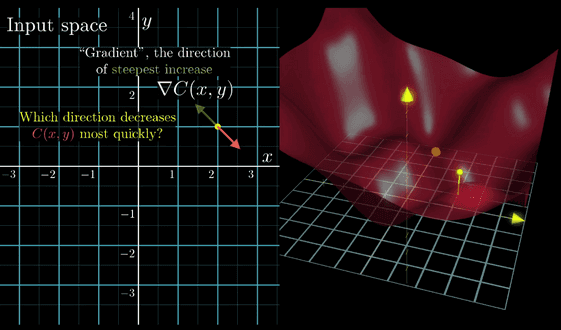 Input space
y
4
“Gradient”, the direction
of steepest increase
∇C(x, y)
2
Which direction decreases
C(x, y) most quickly?
x
−3 −2 −1 1 2 3
−1
−2
−3